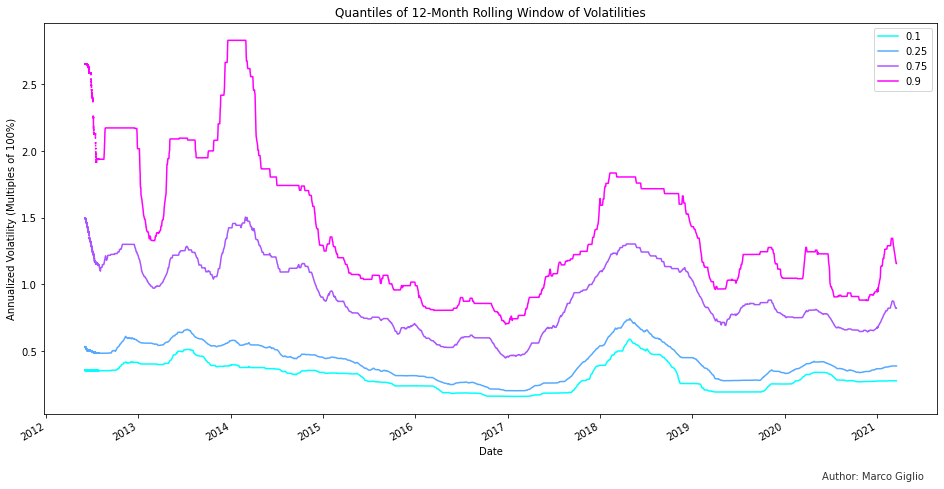 Quantiles of 12-Month Rolling Window of Volatilities
0.1
0.25
0.75
0.9
Annualized Volatility (Multiples of 100%)
2.5
2.0
1.5
1.0
0.5
2012 2013 2014 2015 2016 2017 2018 2019 2020 2021
Date
Author: Marco Giglio